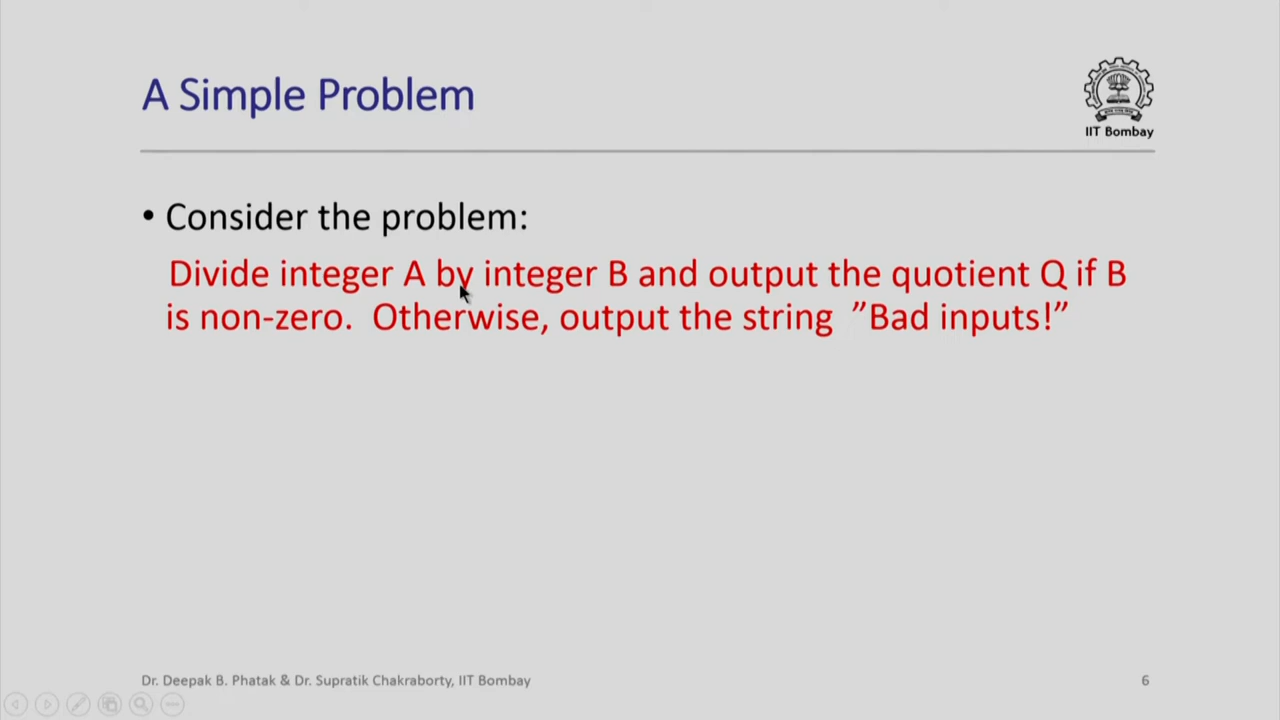 A Simple Problem
IIT Bombay
• Consider the problem:
Divide integer A by integer B and output the quotient Q if B
is non-zero. Otherwise, output the string ”Bad inputs!”
Dr. Deepak B. Phatak & Dr. Supratik Chakraborty, IIT Bombay
6